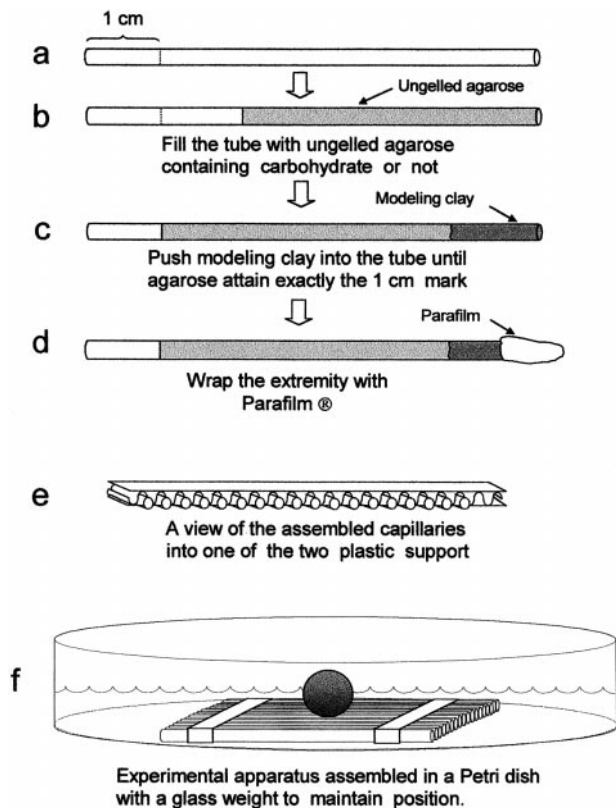 1 cm
a
Ungelled agarose
b
Fill the tube with ungelled agarose
containing carbohydrate or not
Modeling clay
c
Push modeling clay into the tube until
agarose attain exactly the 1 cm mark
Parafilm
d
Wrap the extremity with
Parafilm ®
e
A view of the assembled capillaries
into one of the two plastic support
f
Experimental apparatus assembled in a Petri dish
with a glass weight to maintain position.